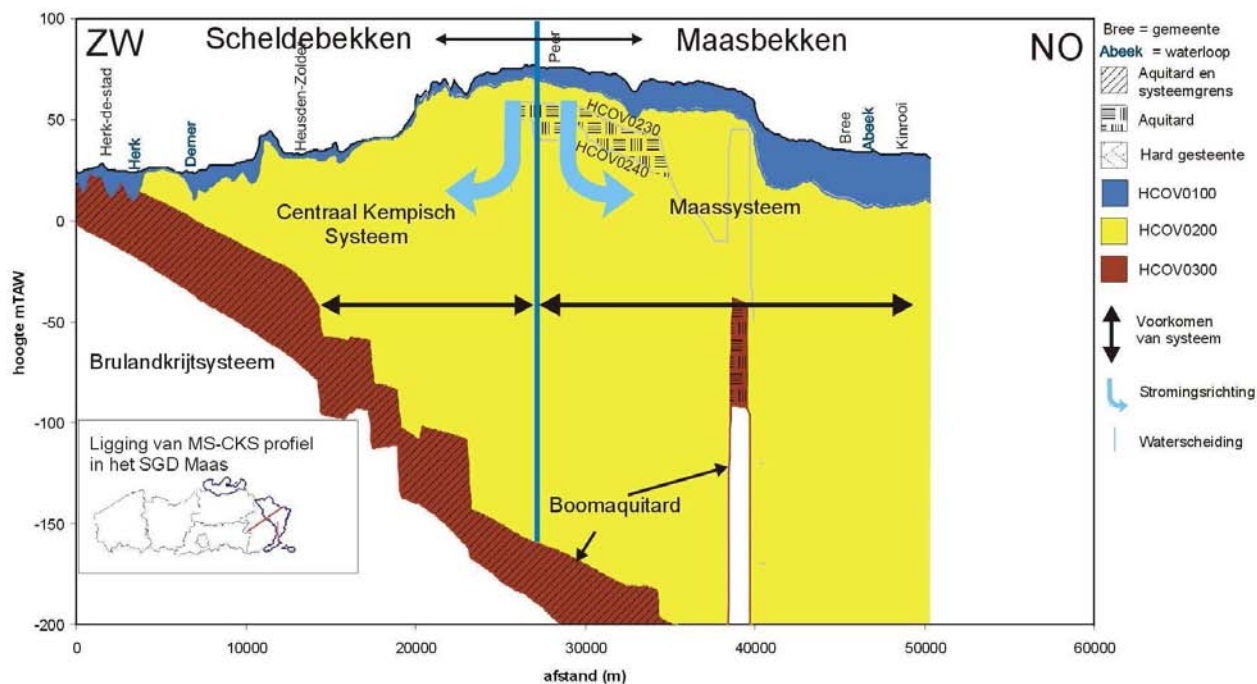 ZW
Scheldebekken
Maasbekken
NO
Herk-de-stad
Herk
Demer
Heusden-Zolder
Peer
Bree
Abeek
Kinrooi
HCOV0230
HCOV0240
Centraal Kempisch
Systeem
Maassysteem
Brulandkrijtsysteem
Boomaquitard
Ligging van MS-CKS profiel
in het SGD Maas
hoogte mTAW
100
50
0
-50
-100
-150
-200
0
10000
20000
30000
40000
50000
60000
afstand (m)
Bree = gemeente
Abeek = waterloop
Aquitard en
systeemgrens
Aquitard
Hard gesteente
HCOV0100
HCOV0200
HCOV0300
Voorkomen
van systeem
Stromingsrichting
Waterscheiding